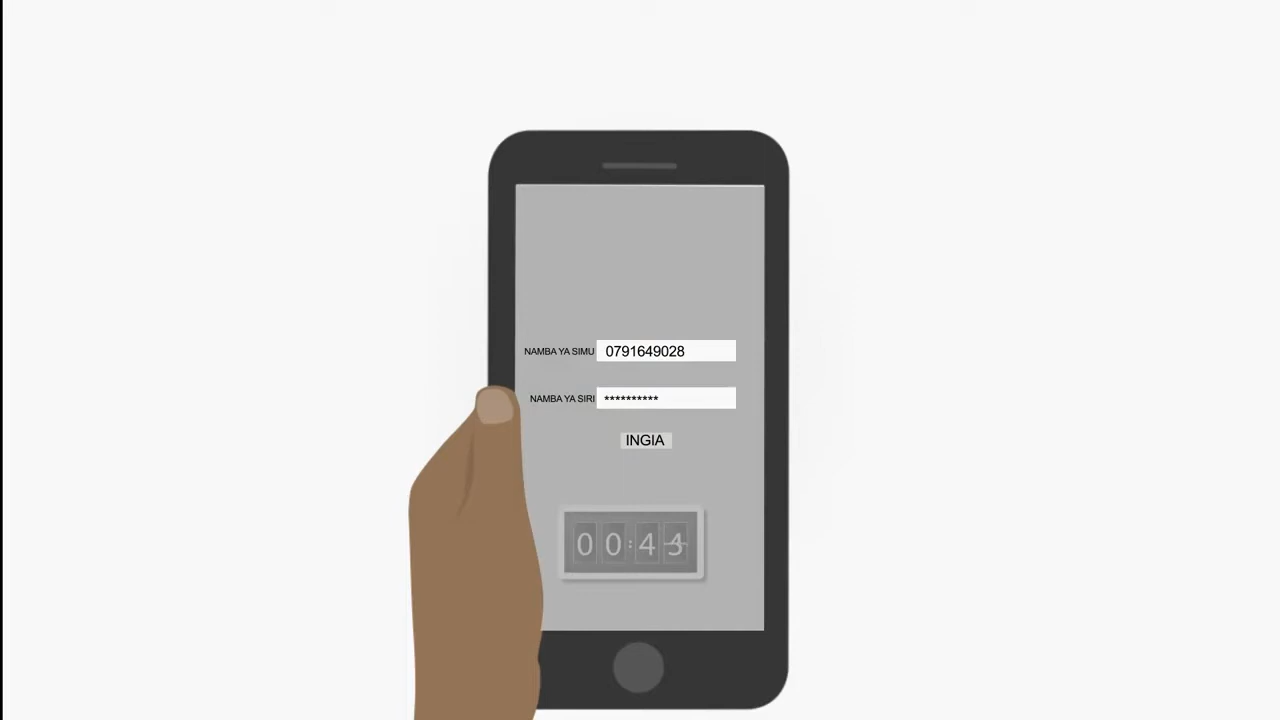 NAMBA YA SIMU 0791649028
NAMBA YA SIRI **********
INGIA
00:4